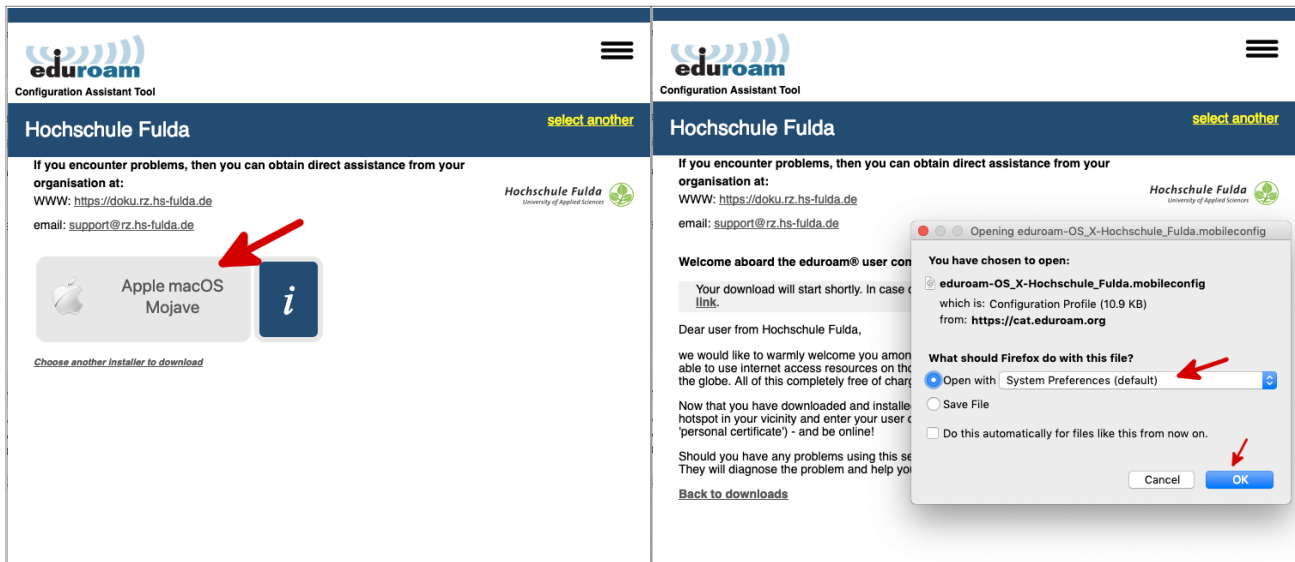 eduroam
Configuration Assistant Tool
Hochschule Fulda
select another
If you encounter problems, then you can obtain direct assistance from your
organisation at:
WWW: https://doku.rz.hs-fulda.de
email: support@rz.hs-fulda.de
Hochschule Fulda
University of Applied Sciences
Apple macOS
Mojave
i
Choose another installer to download
eduroam
Configuration Assistant Tool
Hochschule Fulda
select another
If you encounter problems, then you can obtain direct assistance from your
organisation at:
WWW: https://doku.rz.hs-fulda.de
email: support@rz.hs-fulda.de
Hochschule Fulda
University of Applied Sciences
Welcome aboard the eduroam® user
Your download will start shortly. In case
link.
Dear user from Hochschule Fulda,
we would like to warmly welcome you
able to use internet access resources on
the globe. All of this completely free of
Now that you have downloaded and
hotspot in your vicinity and enter your user
'personal certificate') - and be online!
Should you have any problems using this
They will diagnose the problem and help
Back to downloads
Opening eduroam-OS_X-Hochschule_Fulda.mobileconfig
You have chosen to open:
eduroam-OS_X-Hochschule_Fulda.mobileconfig
which is: Configuration Profile (10.9 KB)
from: https://cat.eduroam.org
What should Firefox do with this file?
Open with System Preferences (default)
Save File
Do this automatically for files like this from now on.
Cancel
OK